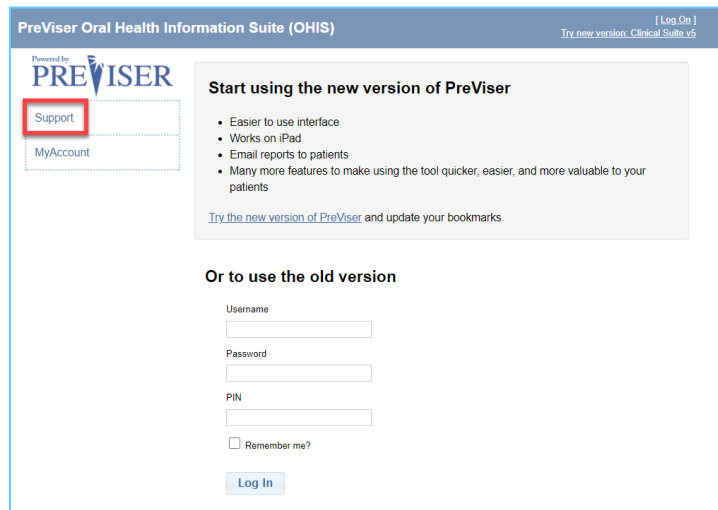 PreViser Oral Health Information Suite (OHIS)
[ Log On ]
Try new version: Clinical Suite v5
Powered by
PREVISER
Support
MyAccount
Start using the new version of PreViser
• Easier to use interface
• Works on iPad
• Email reports to patients
• Many more features to make using the tool quicker, easier, and more valuable to your
patients
Try the new version of PreViser and update your bookmarks.
Or to use the old version
Username
Password
PIN
Remember me?
Log In